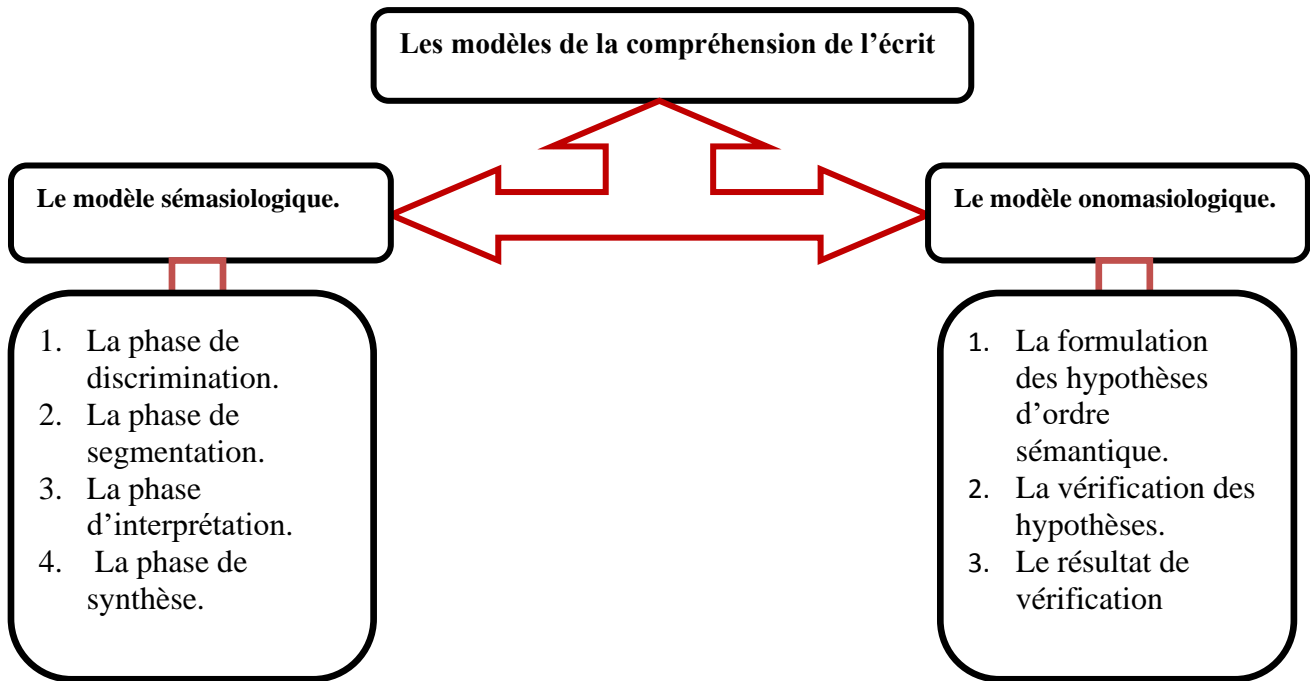 Les modèles de la compréhension de l’écrit
Le modèle sémasiologique.
Le modèle onomasiologique.
1. La phase de
discrimination.
2. La phase de
segmentation.
3. La phase
d’interprétation.
4. La phase de
synthèse.
1. La formulation
des hypothèses
d’ordre
sémantique.
2. La vérification des
hypothèses.
3. Le résultat de
vérification